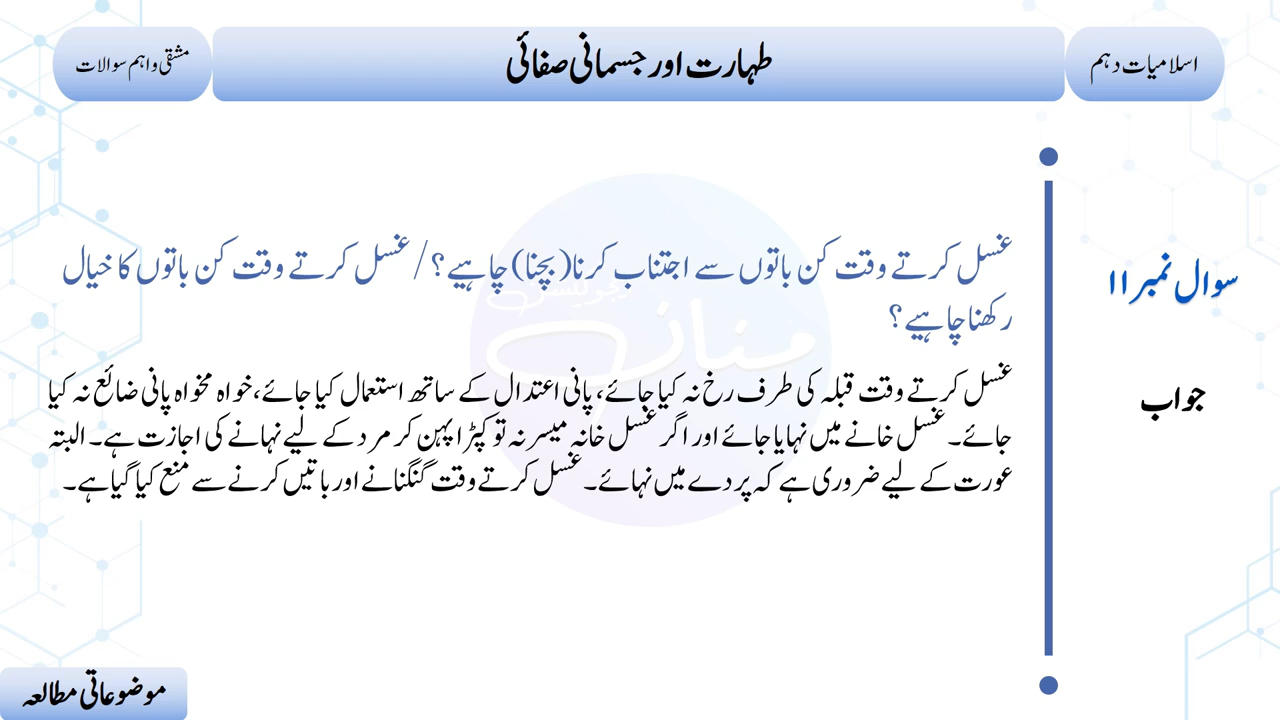 اسلامیات دہم
طہارت اور جسمانی صفائی
مشقی و اہم سوالات
سوال نمبر ۱۱
غسل کرتے وقت کن باتوں سے اجتناب کرنا(بچنا) چاہیے؟/ غسل کرتے وقت کن باتوں کا خیال
رکھنا چاہیے؟
جواب
غسل کرتے وقت قبلہ کی طرف رخ نہ کیا جائے، پانی اعتدال کے ساتھ استعمال کیا جائے،خواہ مخواہ پانی ضائع نہ کیا
جائے۔ غسل خانے میں نہایا جائے اور اگر غسل خانہ میسر نہ تو کپڑا پہن کر مرد کے لیے نہانے کی اجازت ہے۔ البتہ
عورت کے لیے ضروری ہے کہ پردے میں نہائے۔ غسل کرتے وقت گنگنانے اور باتیں کرنے سے منع کیا گیا ہے۔
منانی
موضوعاتی مطالعہ